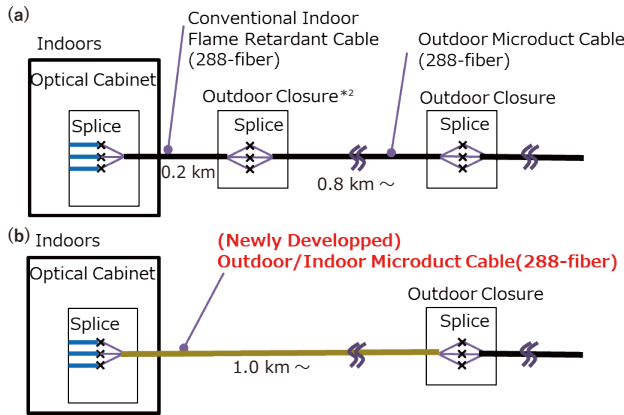 (a)
Indoors
Optical Cabinet
Splice
Conventional Indoor
Flame Retardant Cable
(288-fiber)
Outdoor Closure*2
Splice
Outdoor Microduct Cable
(288-fiber)
Outdoor Closure
Splice
0.2 km
0.8 km ～
(b)
Indoors
Optical Cabinet
Splice
(Newly Developped)
Outdoor/Indoor Microduct Cable(288-fiber)
Outdoor Closure
Splice
1.0 km ～